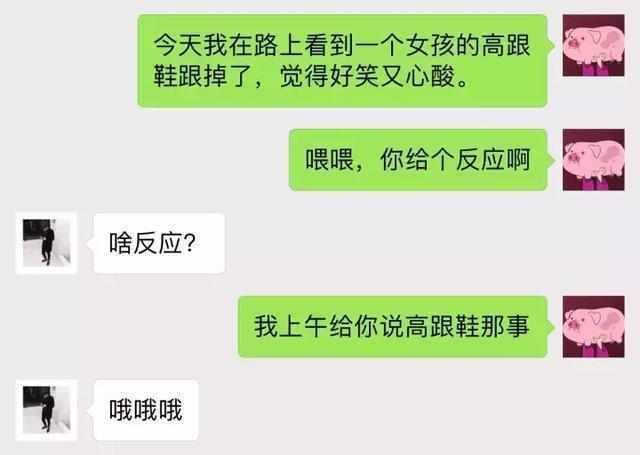 今天我在路上看到一个女孩的高跟
鞋跟掉了，觉得好笑又心酸。
喂喂，你给个反应啊
啥反应？
我上午给你说高跟鞋那事
哦哦哦